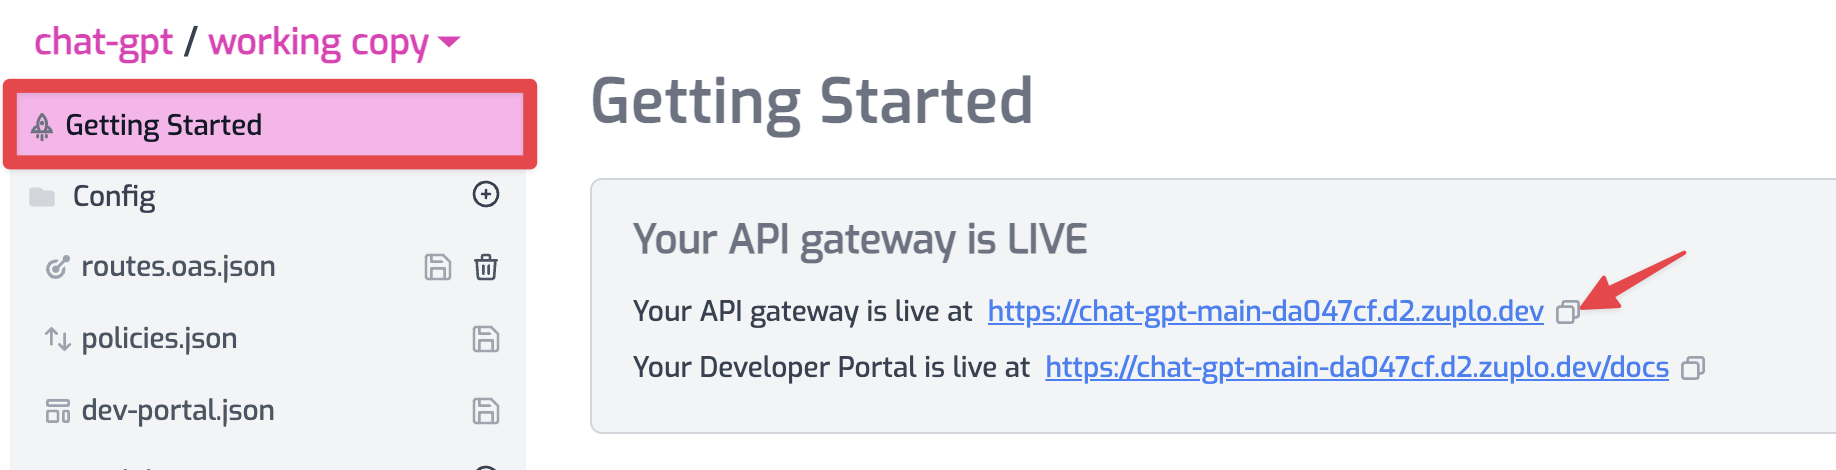 chat-gpt / working copy
Getting Started
Config
routes.oas.json
policies.json
dev-portal.json
Getting Started
Your API gateway is LIVE
Your API gateway is live at https://chat-gpt-main-da047cf.d2.zuplo.dev
Your Developer Portal is live at https://chat-gpt-main-da047cf.d2.zuplo.dev/docs